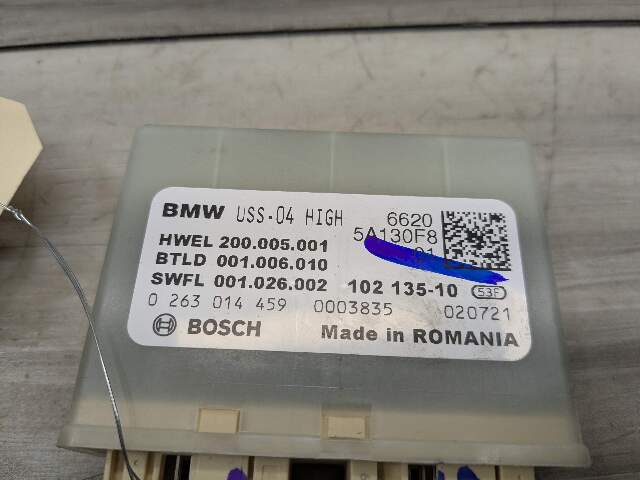 BMW USS-04 HIGH 6620
5A130F8
01
HWEL 200.005.001
BTLD 001.006.010
SWFL 001.026.002 102 135-10 53F
0 263 014 459 0003835 020721
BOSCH Made in ROMANIA